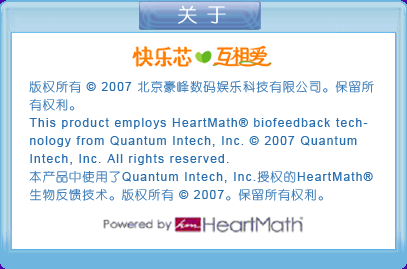 关 于
快乐芯 互相爱
版权所有 © 2007 北京豪峰数码娱乐科技有限公司。保留所
有权利。
This product employs HeartMath® biofeedback tech-
nology from Quantum Intech, Inc. © 2007 Quantum
Intech, Inc. All rights reserved.
本产品中使用了Quantum Intech, Inc.授权的HeartMath®
生物反馈技术。版权所有 © 2007。保留所有权利。
Powered by hm HeartMath®